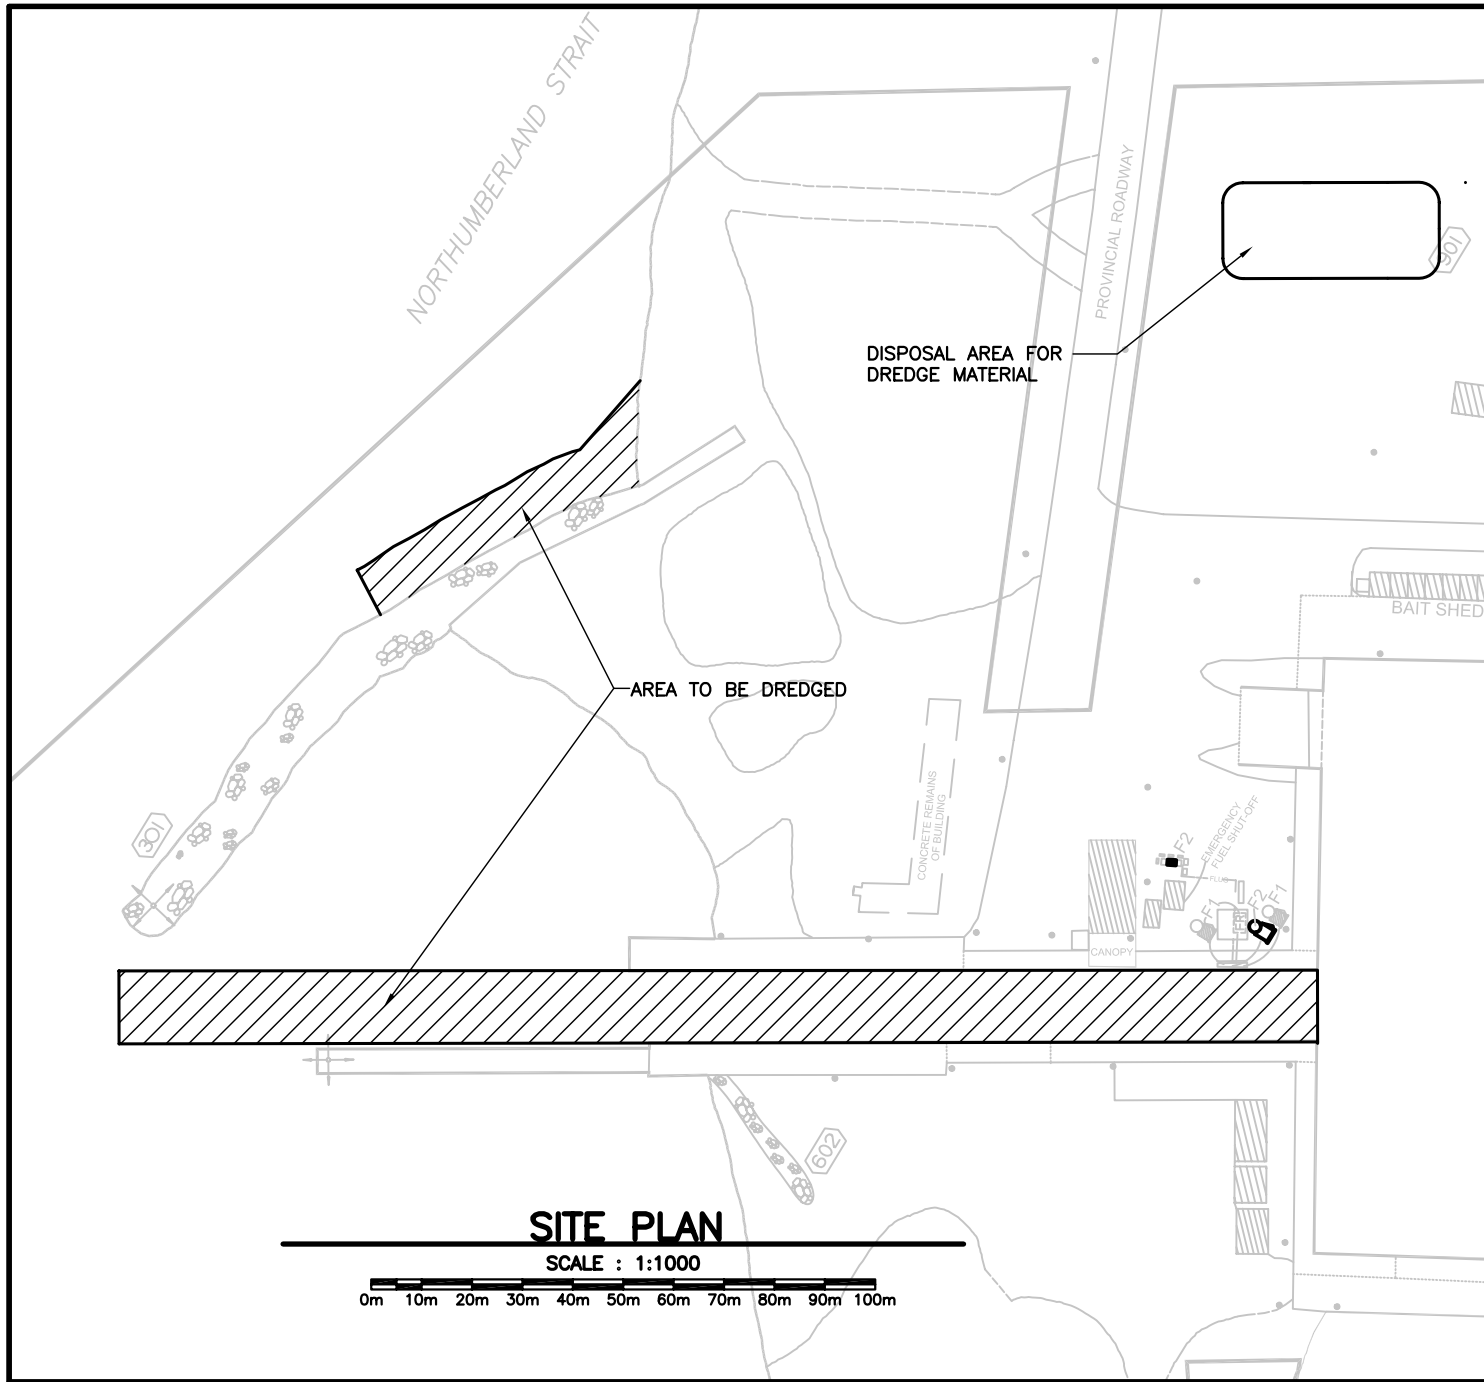 NORTHUMBERLAND STRAIT
PROVINCIAL ROADWAY
901
DISPOSAL AREA FOR
DREDGE MATERIAL
BAIT SHED
AREA TO BE DREDGED
CONCRETE REMAINS
OF BUILDING
EMERGENCY
FUEL SHUT-OFF
F2
301
F1
F2
F1
CANOPY
602
SITE PLAN
SCALE : 1:1000
0m 10m 20m 30m 40m 50m 60m 70m 80m 90m 100m